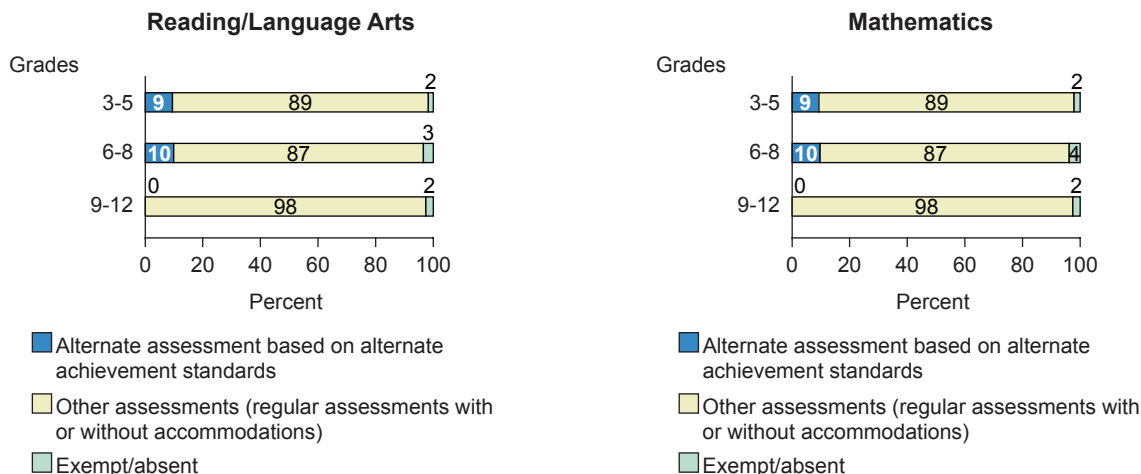 Reading/Language Arts
Grades
2
3-5 9 89
3
6-8 10 87
0 2
9-12 98
0 20 40 60 80 100
Percent
Alternate assessment based on alternate
achievement standards
Other assessments (regular assessments with
or without accommodations)
Exempt/absent
Mathematics
Grades
2
3-5 9 89
6-8 10 87 4
0 2
9-12 98
0 20 40 60 80 100
Percent
Alternate assessment based on alternate
achievement standards
Other assessments (regular assessments with
or without accommodations)
Exempt/absent